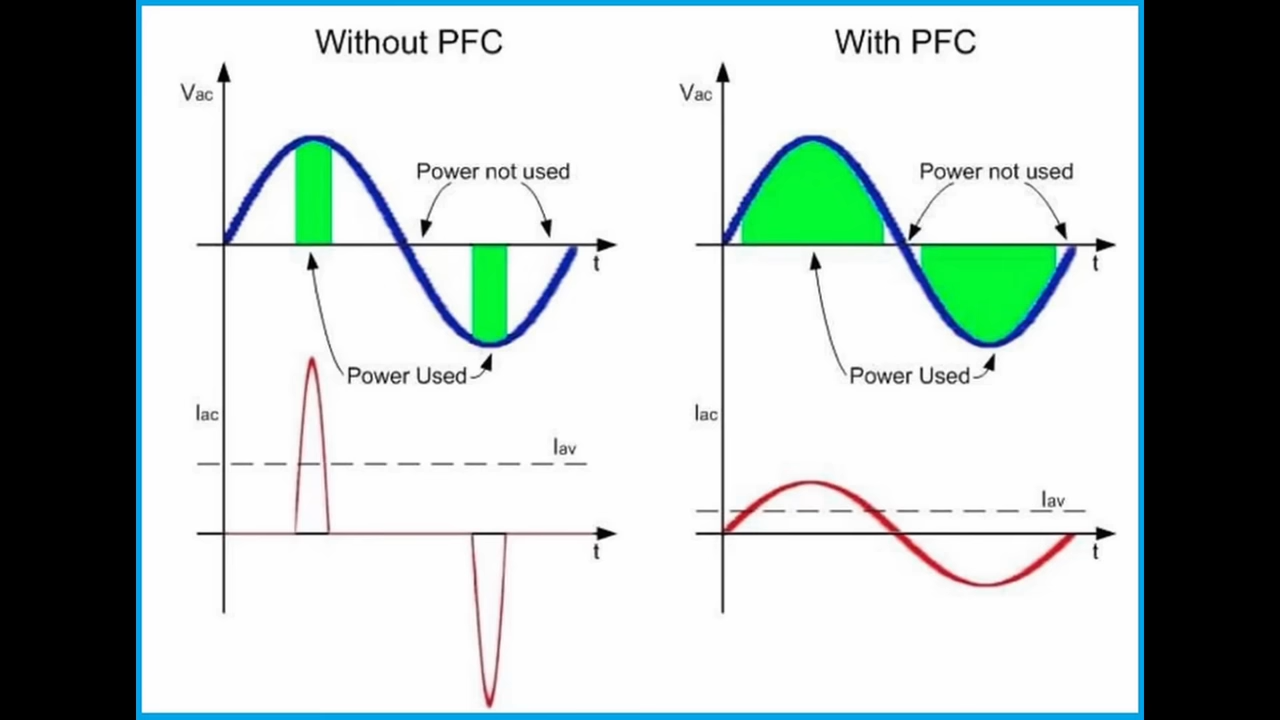 Without PFC
Vac
Power not used
t
Power Used
Iac
Iav
t
With PFC
Vac
Power not used
t
Power Used
Iac
Iav
t